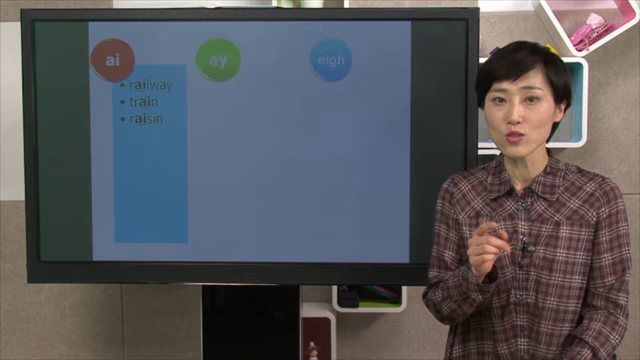 ai
ay
eigh
• railway
• train
• raisin